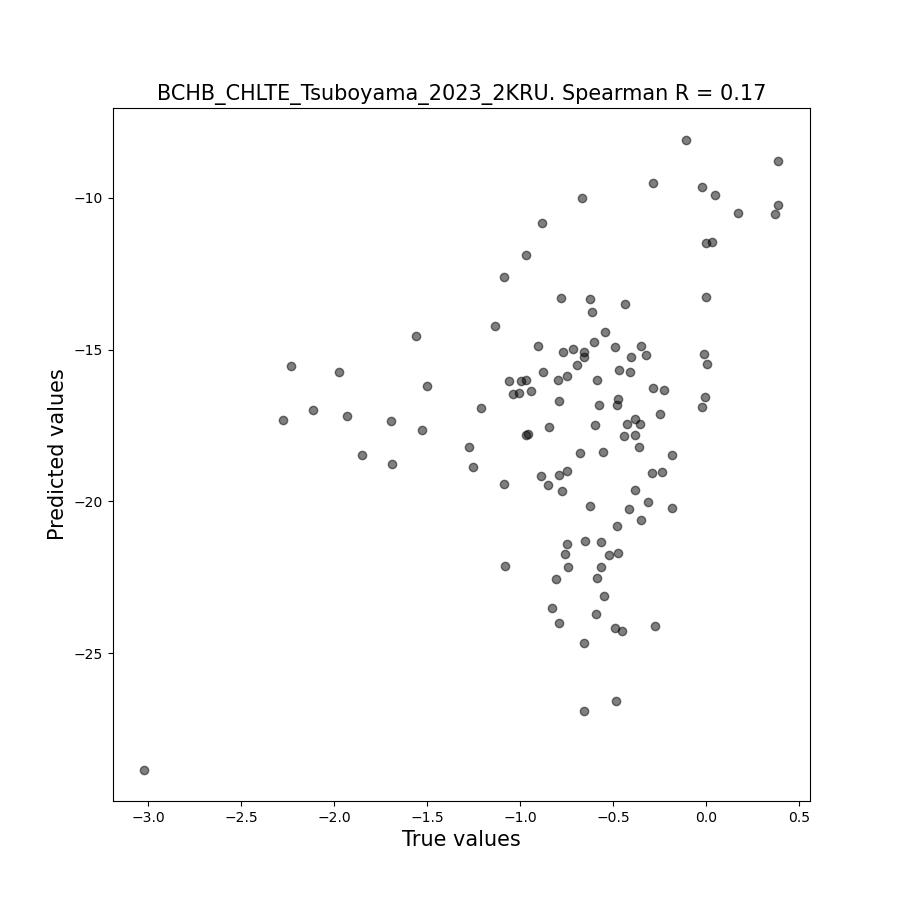 BCHB_CHLTE_Tsuboyama_2023_2KRU. Spearman R = 0.17
−10
−15
−20
−25
Predicted values
−3.0 −2.5 −2.0 −1.5 −1.0 −0.5 0.0 0.5
True values